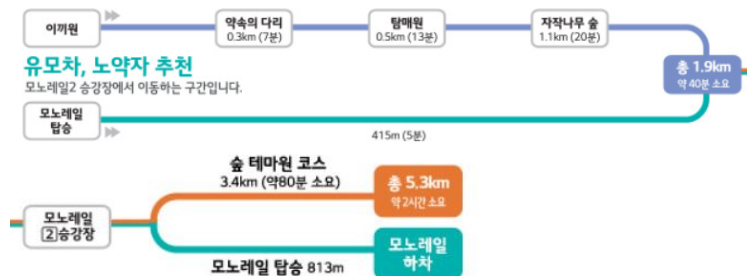 이끼원
약속의 다리
0.3km (7분)
탐매원
0.5km (13분)
자작나무 숲
1.1km (20분)
유모차, 노약자 추천
모노레일2 승강장에서 이동하는 구간입니다.
총 1.9km
약 40분 소요
모노레일
탑승
415m (5분)
숲 테마원 코스
3.4km (약80분 소요)
총 5.3km
약 2시간 소요
모노레일
2승강장
모노레일 탑승 813m
모노레일
하차